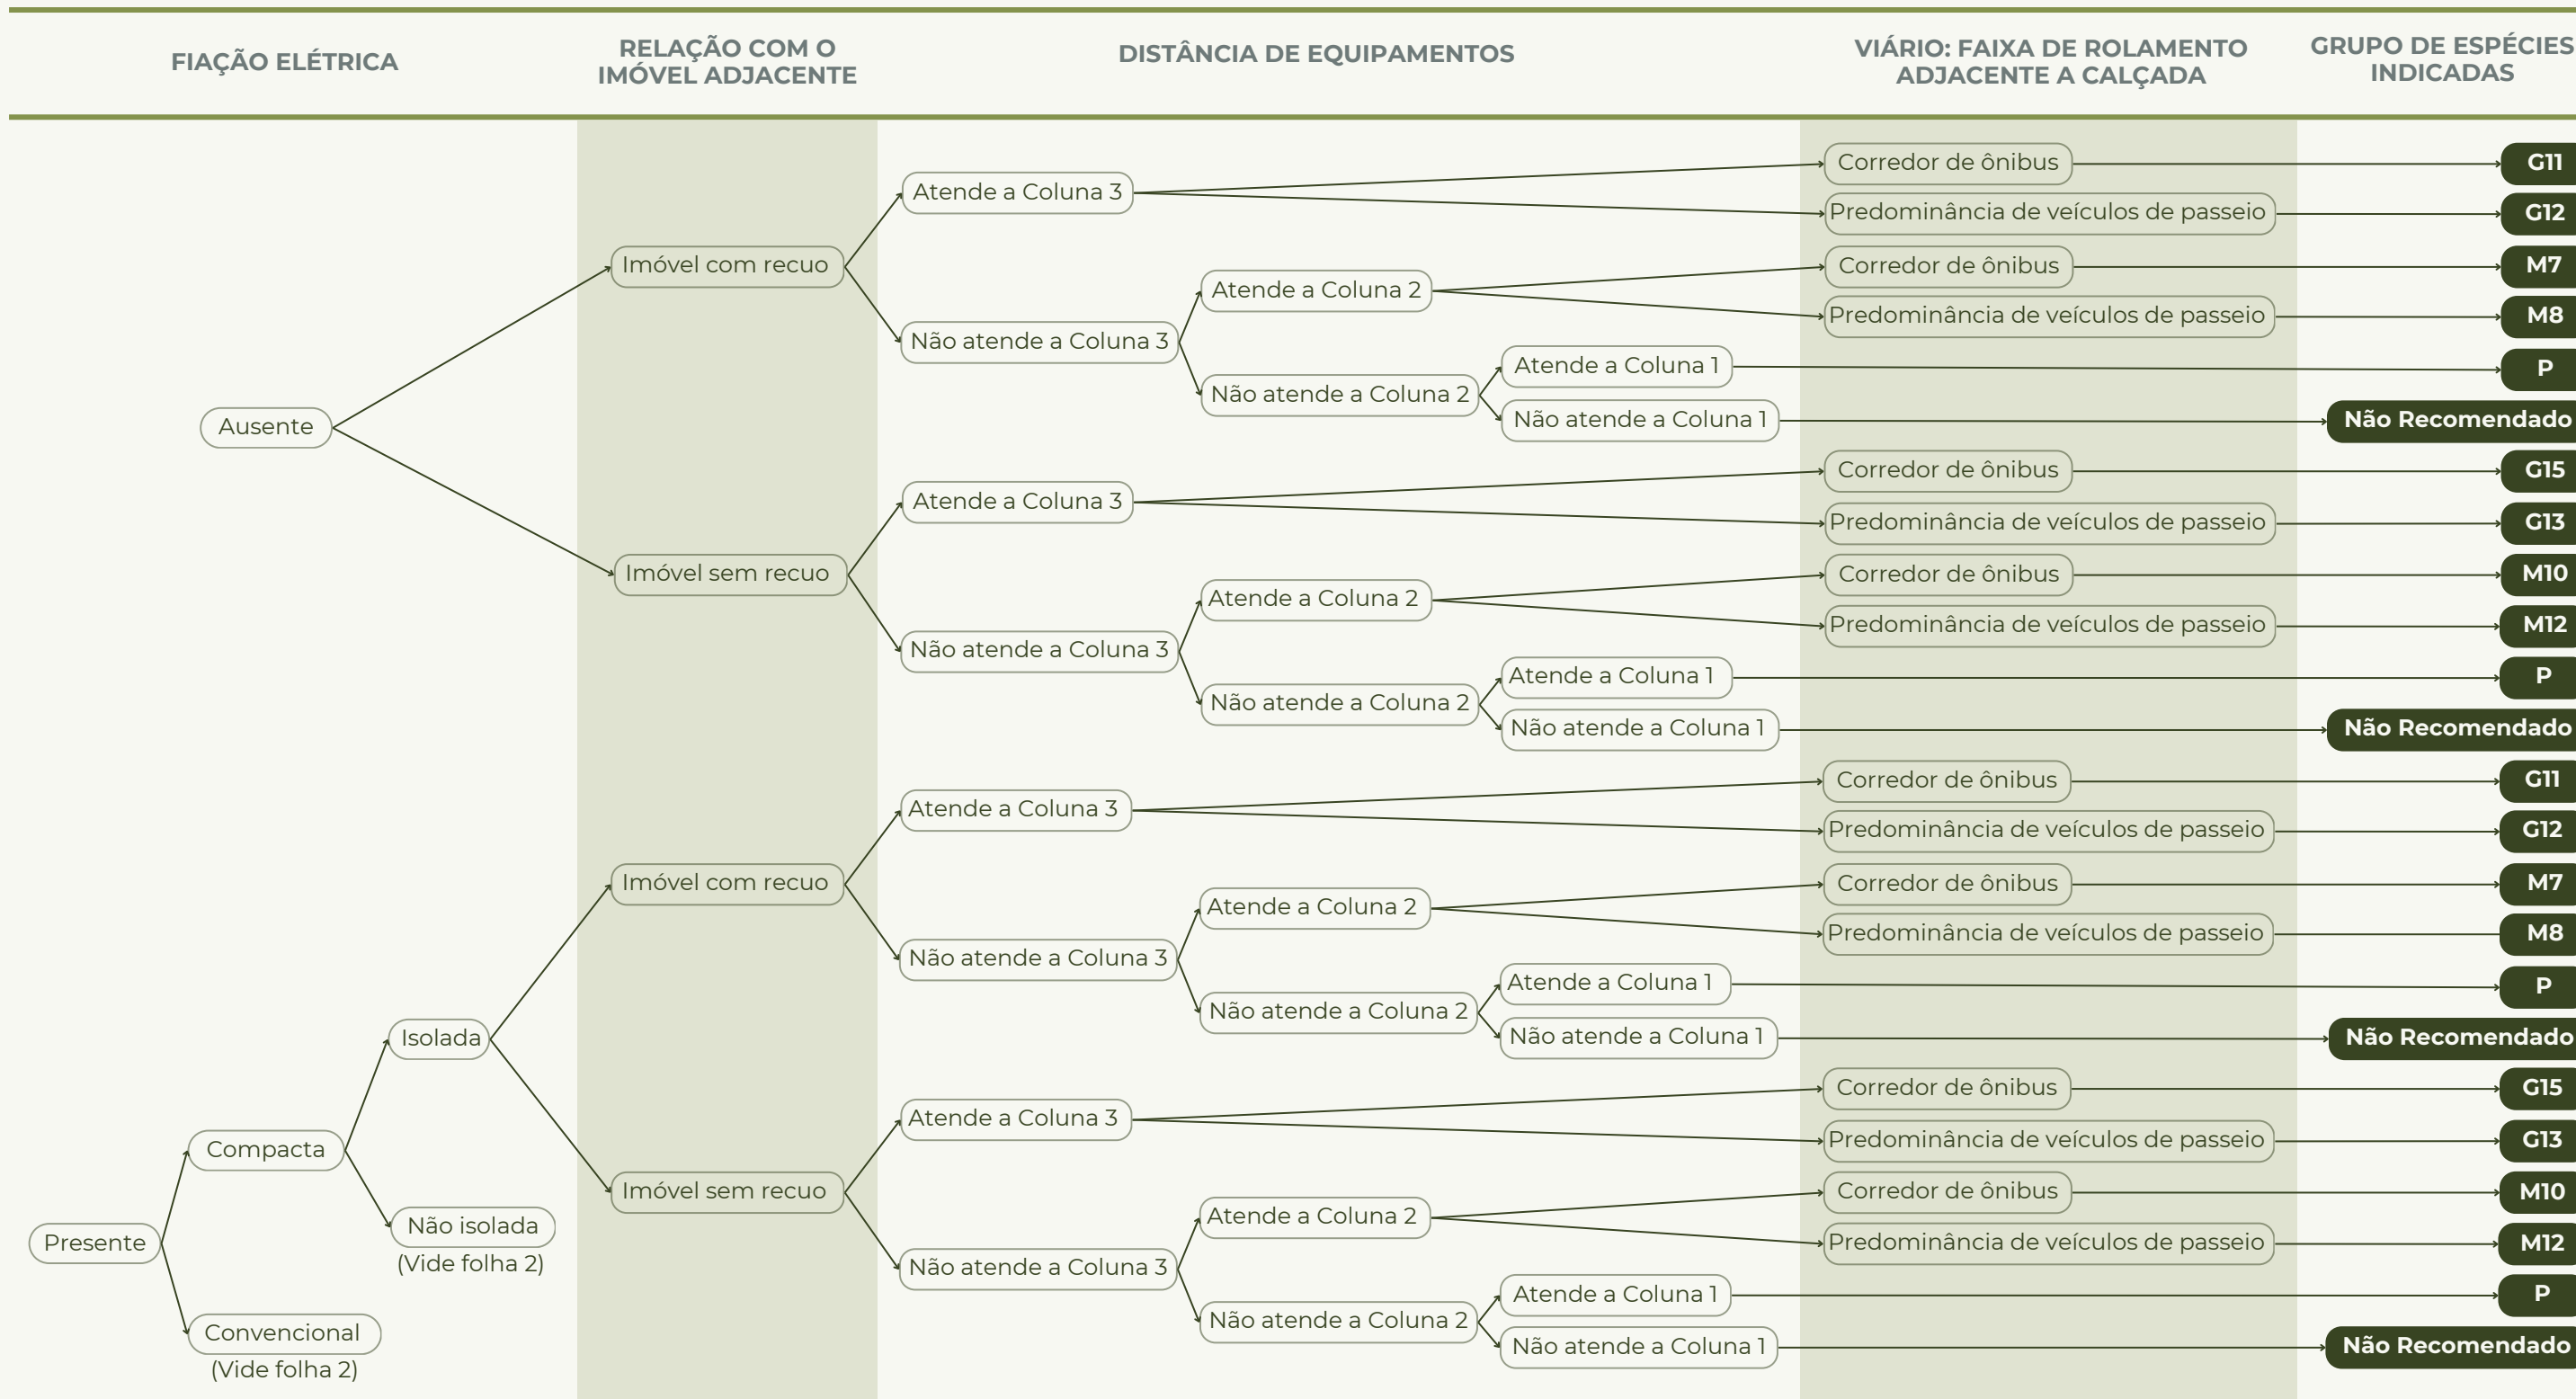 FIAÇÃO ELÉTRICA
RELAÇÃO COM O
IMÓVEL ADJACENTE
DISTÂNCIA DE EQUIPAMENTOS
VIÁRIO: FAIXA DE ROLAMENTO
ADJACENTE A CALÇADA
GRUPO DE ESPÉCIES
INDICADAS
Ausente
Imóvel com recuo
Atende a Coluna 3
Corredor de ônibus
G11
Predominância de veículos de passeio
G12
Não atende a Coluna 3
Atende a Coluna 2
Corredor de ônibus
M7
Predominância de veículos de passeio
M8
Não atende a Coluna 2
Atende a Coluna 1
P
Não atende a Coluna 1
Não Recomendado
Imóvel sem recuo
Atende a Coluna 3
Corredor de ônibus
G15
Predominância de veículos de passeio
G13
Não atende a Coluna 3
Atende a Coluna 2
Corredor de ônibus
M10
Predominância de veículos de passeio
M12
Não atende a Coluna 2
Atende a Coluna 1
P
Não atende a Coluna 1
Não Recomendado
Presente
Compacta
Isolada
Imóvel com recuo
Atende a Coluna 3
Corredor de ônibus
G11
Predominância de veículos de passeio
G12
Não atende a Coluna 3
Atende a Coluna 2
Corredor de ônibus
M7
Predominância de veículos de passeio
M8
Não atende a Coluna 2
Atende a Coluna 1
P
Não atende a Coluna 1
Não Recomendado
Imóvel sem recuo
Atende a Coluna 3
Corredor de ônibus
G15
Predominância de veículos de passeio
G13
Não atende a Coluna 3
Atende a Coluna 2
Corredor de ônibus
M10
Predominância de veículos de passeio
M12
Não atende a Coluna 2
Atende a Coluna 1
P
Não atende a Coluna 1
Não Recomendado
Não isolada
(Vide folha 2)
Convencional
(Vide folha 2)